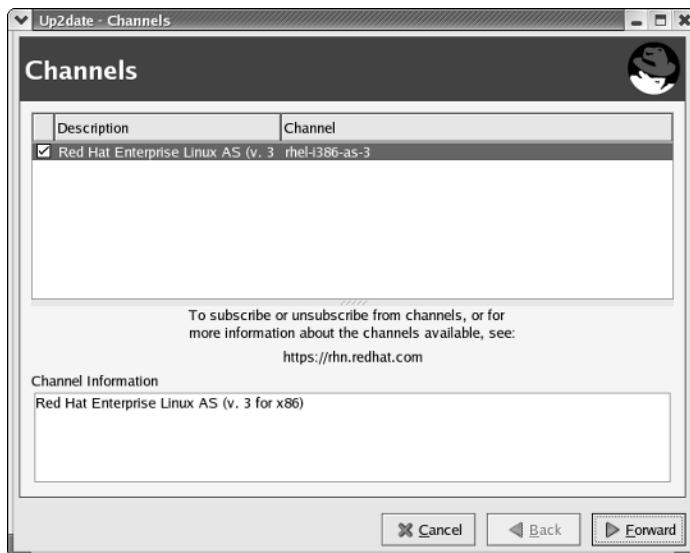 Up2date - Channels
Channels
Description Channel
Red Hat Enterprise Linux AS (v. 3 rhel-i386-as-3
To subscribe or unsubscribe from channels, or for
more information about the channels available, see:
https://rhn.redhat.com
Channel Information
Red Hat Enterprise Linux AS (v. 3 for x86)
Cancel Back Forward